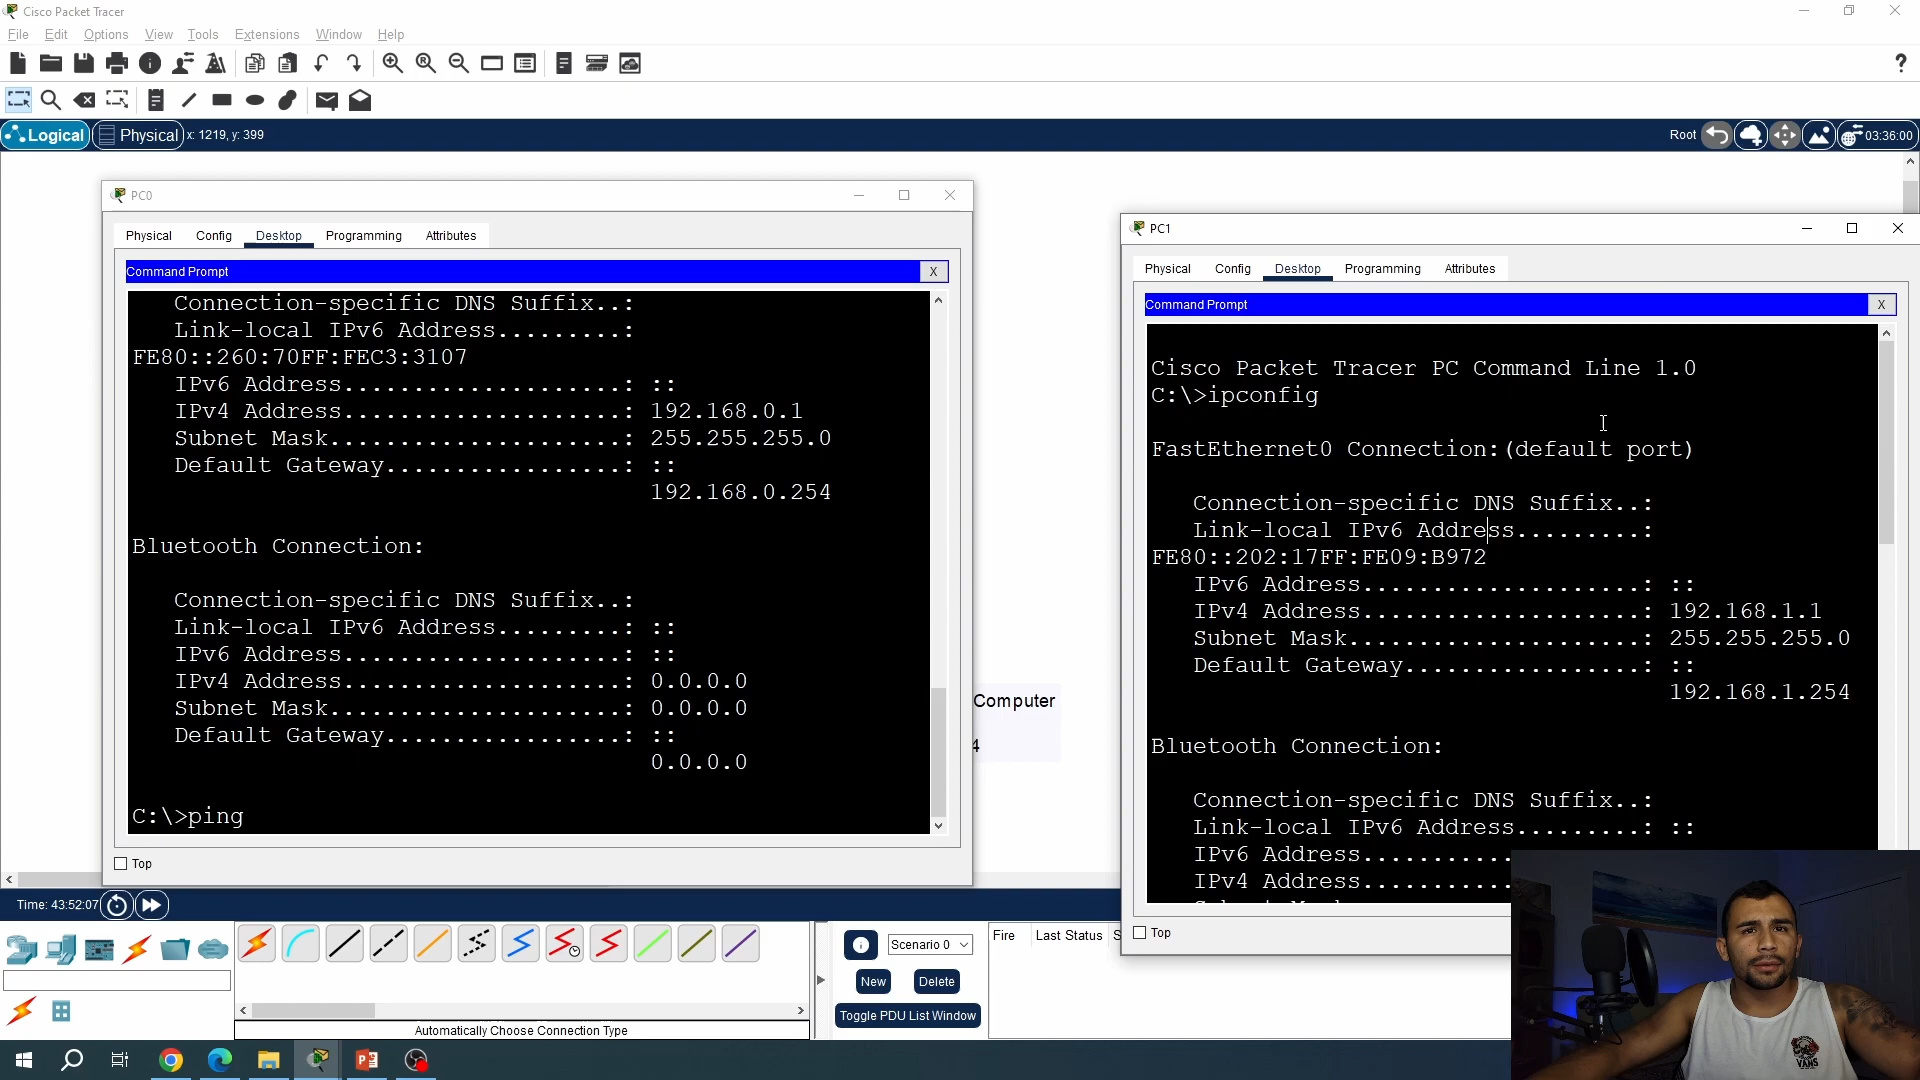 Cisco Packet Tracer
File Edit Options View Tools Extensions Window Help
Logical Physical x: 1219, y: 399
Root 03:36:00
PC0
Physical Config Desktop Programming Attributes
Command Prompt X
Connection-specific DNS Suffix..:
Link-local IPv6 Address.........:
FE80::260:70FF:FEC3:3107
IPv6 Address....................: ::
IPv4 Address....................: 192.168.0.1
Subnet Mask.....................: 255.255.255.0
Default Gateway.................: ::
192.168.0.254
Bluetooth Connection:
Connection-specific DNS Suffix..:
Link-local IPv6 Address.........: ::
IPv6 Address....................: ::
IPv4 Address....................: 0.0.0.0
Subnet Mask.....................: 0.0.0.0
Default Gateway.................: ::
0.0.0.0
C:\>ping
Top
Computer
4
PC1
Physical Config Desktop Programming Attributes
Command Prompt X
Cisco Packet Tracer PC Command Line 1.0
C:\>ipconfig
FastEthernet0 Connection:(default port)
Connection-specific DNS Suffix..:
Link-local IPv6 Address.........:
FE80::202:17FF:FE09:B972
IPv6 Address....................: ::
IPv4 Address....................: 192.168.1.1
Subnet Mask.....................: 255.255.255.0
Default Gateway.................: ::
192.168.1.254
Bluetooth Connection:
Connection-specific DNS Suffix..:
Link-local IPv6 Address.........: ::
IPv6 Address..........
IPv4 Address..........
Top
Time: 43:52:07
Scenario 0
New Delete
Toggle PDU List Window
Fire Last Status S
Automatically Choose Connection Type
VANS